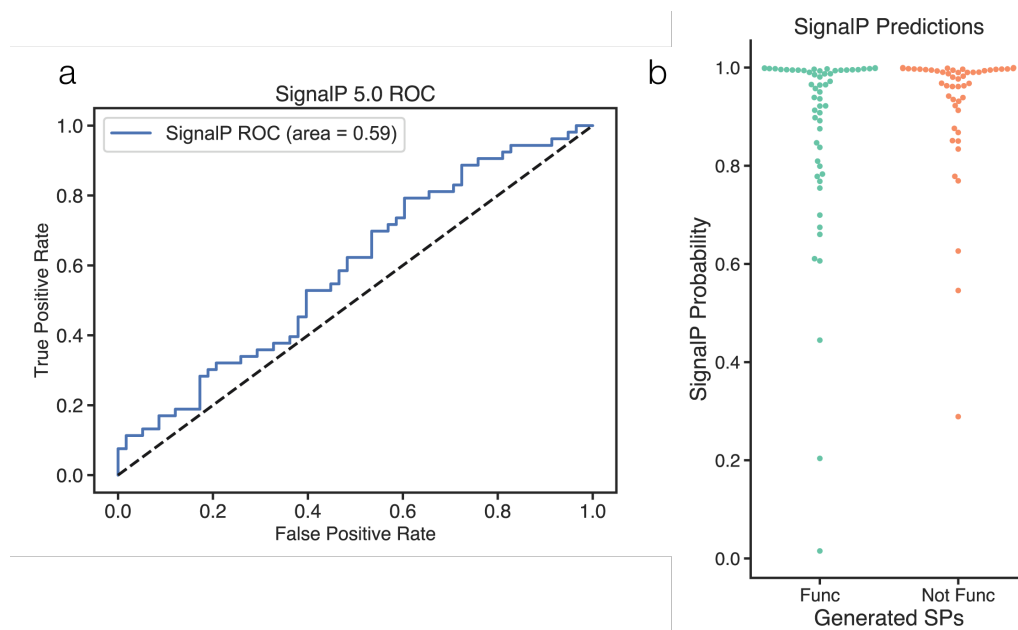 a
SignalP 5.0 ROC
SignalP ROC (area = 0.59)
True Positive Rate
1.0
0.8
0.6
0.4
0.2
0.0
0.0 0.2 0.4 0.6 0.8 1.0
False Positive Rate
b
SignalP Predictions
SignalP Probability
1.0
0.8
0.6
0.4
0.2
0.0
Func Not Func
Generated SPs